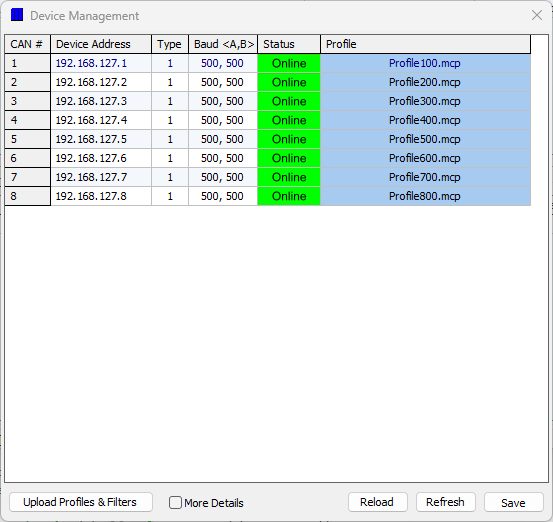 Device Management
CAN # Device Address Type Baud <A,B> Status Profile
1 192.168.127.1 1 500, 500 Online Profile100.mcp
2 192.168.127.2 1 500, 500 Online Profile200.mcp
3 192.168.127.3 1 500, 500 Online Profile300.mcp
4 192.168.127.4 1 500, 500 Online Profile400.mcp
5 192.168.127.5 1 500, 500 Online Profile500.mcp
6 192.168.127.6 1 500, 500 Online Profile600.mcp
7 192.168.127.7 1 500, 500 Online Profile700.mcp
8 192.168.127.8 1 500, 500 Online Profile800.mcp
Upload Profiles & Filters More Details Reload Refresh Save